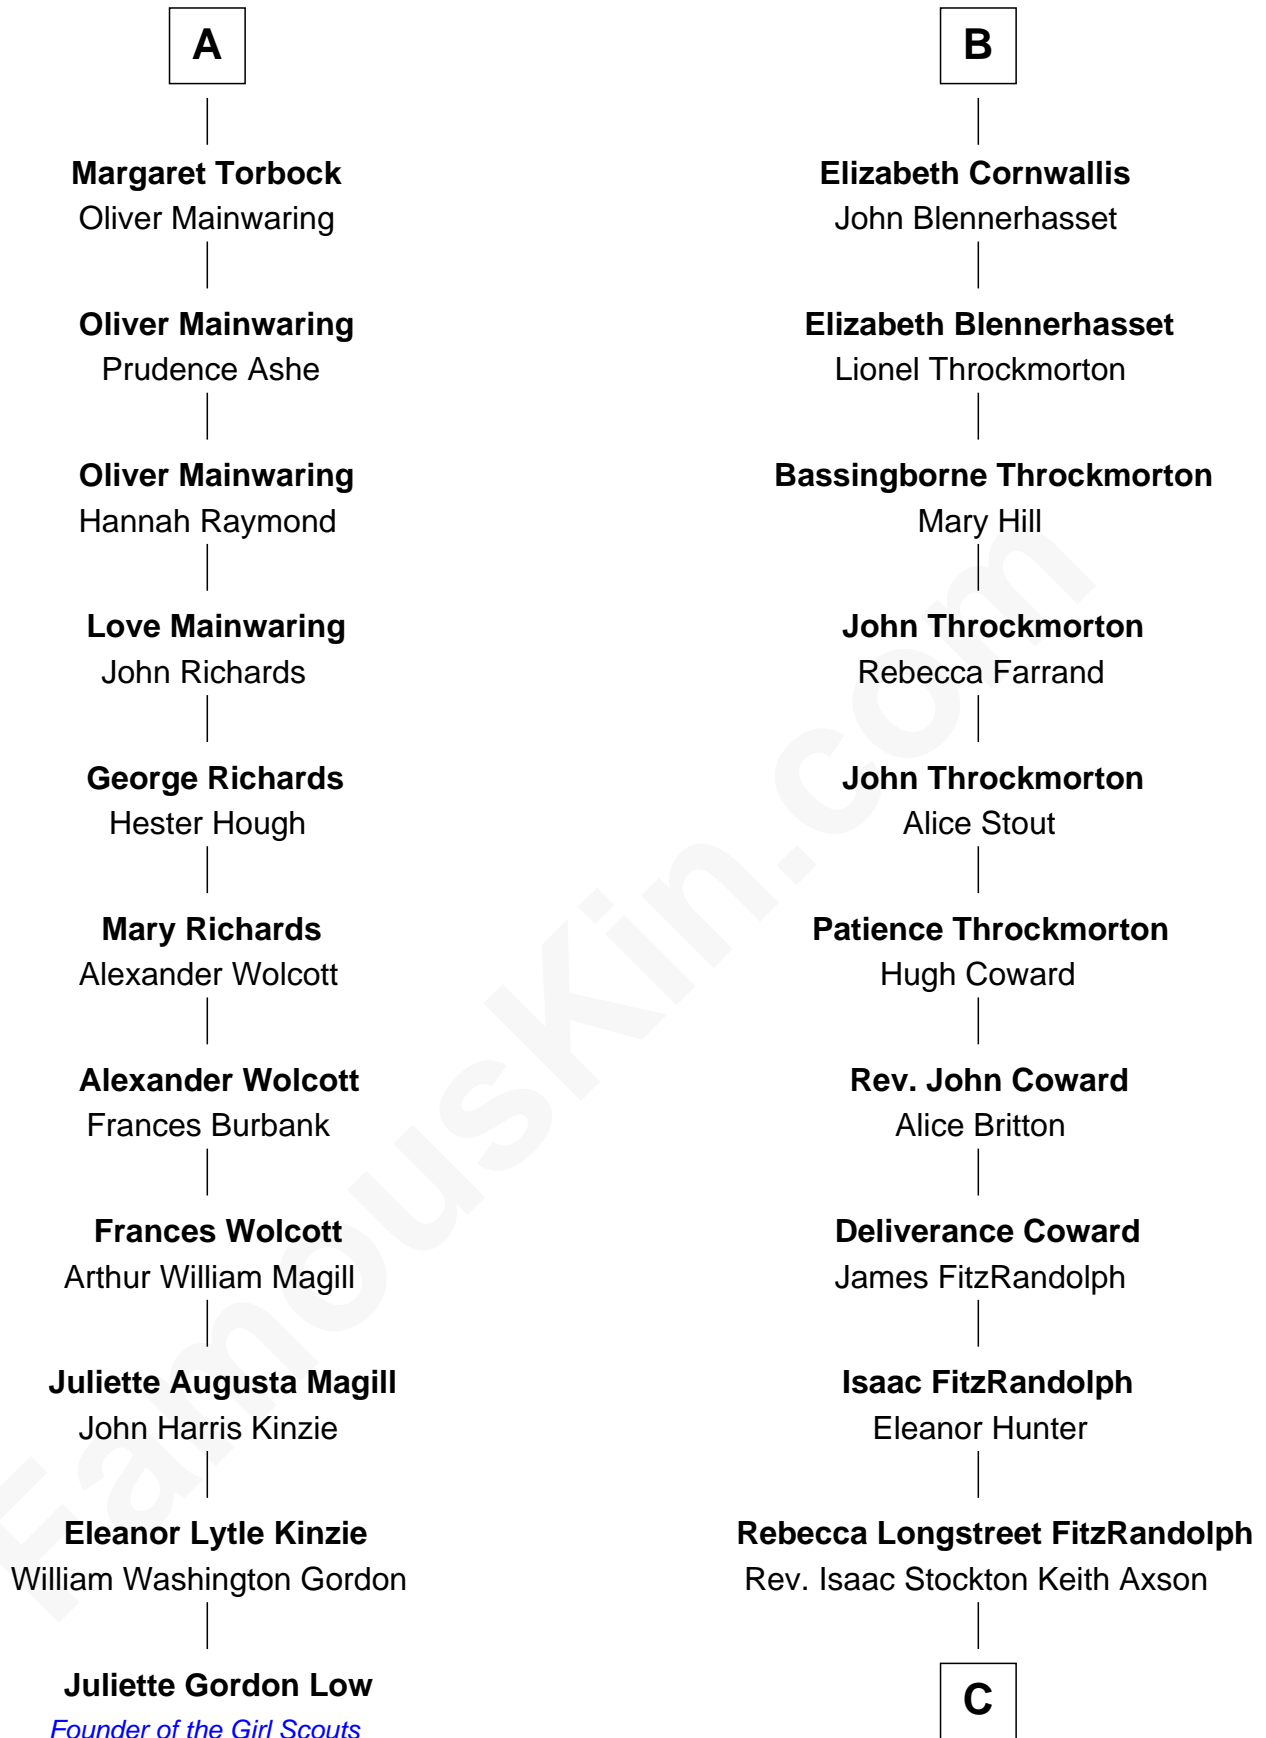 A
Margaret Torbock
Oliver Mainwaring
Oliver Mainwaring
Prudence Ashe
Oliver Mainwaring
Hannah Raymond
Love Mainwaring
John Richards
George Richards
Hester Hough
Mary Richards
Alexander Wolcott
Alexander Wolcott
Frances Burbank
Frances Wolcott
Arthur William Magill
Juliette Augusta Magill
John Harris Kinzie
Eleanor Lytle Kinzie
William Washington Gordon
Juliette Gordon Low
Founder of the Girl Scouts
B
Elizabeth Cornwallis
John Blennerhasset
Elizabeth Blennerhasset
Lionel Throckmorton
Bassingborne Throckmorton
Mary Hill
John Throckmorton
Rebecca Farrand
John Throckmorton
Alice Stout
Patience Throckmorton
Hugh Coward
Rev. John Coward
Alice Britton
Deliverance Coward
James FitzRandolph
Isaac FitzRandolph
Eleanor Hunter
Rebecca Longstreet FitzRandolph
Rev. Isaac Stockton Keith Axson
C
FamousKin.com